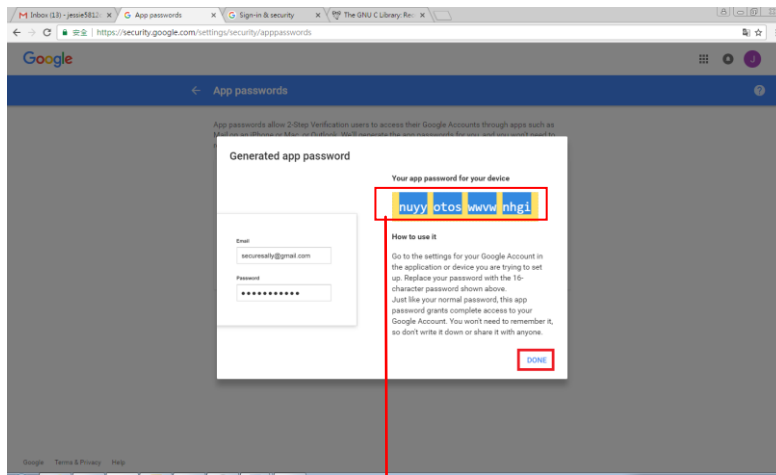 Inbox (13) - jessie5812
App passwords
Sign-in & security
The GNU C Library: Rec
安全 | https://security.google.com/settings/security/apppasswords
Google
J
App passwords
App passwords allow 2-Step Verification users to access their Google Accounts through apps such as
Mail on an iPhone or Mac, or Outlook. We'll generate the app passwords for you, and you won't need to
Generated app password
Your app password for your device
nuyy otos wwvw nhgi
Email
securesally@gmail.com
Password
How to use it
Go to the settings for your Google Account in
the application or device you are trying to set
up. Replace your password with the 16-
character password shown above.
Just like your normal password, this app
password grants complete access to your
Google Account. You won't need to remember it,
so don't write it down or share it with anyone.
DONE
Google Terms & Privacy Help